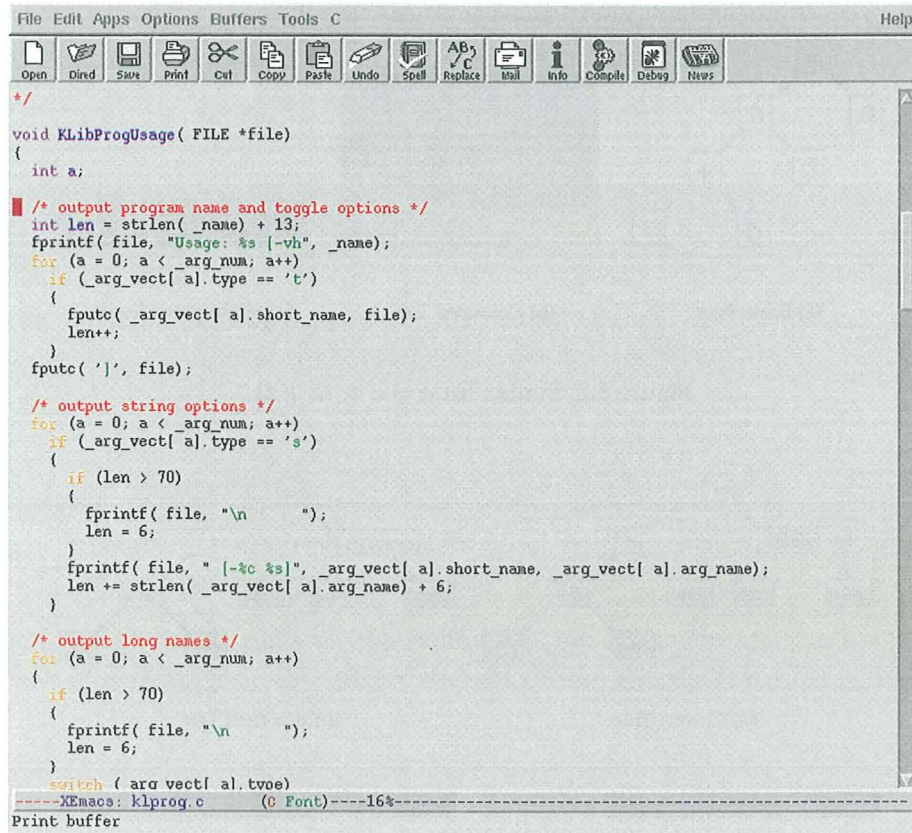 File Edit Apps Options Buffers Tools C Help
Open Dired Save Print Cut Copy Paste Undo Spell Replace Mail Info Compile Debug News
*/
void KLibProgUsage( FILE *file)
{
  int a;

  /* output program name and toggle options */
  int len = strlen( _name) + 13;
  fprintf( file, "Usage: %s [-vh", _name);
  for (a = 0; a < _arg_num; a++)
    if (_arg_vect[ a].type == 't')
    {
      fputc( _arg_vect[ a].short_name, file);
      len++;
    }
  fputc( ']', file);

  /* output string options */
  for (a = 0; a < _arg_num; a++)
    if (_arg_vect[ a].type == 's')
    {
      if (len > 70)
      {
        fprintf( file, "\n      ");
        len = 6;
      }
      fprintf( file, " [-%c %s]", _arg_vect[ a].short_name, _arg_vect[ a].arg_name);
      len += strlen( _arg_vect[ a].arg_name) + 6;
    }

  /* output long names */
  for (a = 0; a < _arg_num; a++)
  {
    if (len > 70)
    {
      fprintf( file, "\n      ");
      len = 6;
    }
    switch ( arg vect[ a].type)
-----XEmacs: klprog.c (C Font)----16%----------------------------------------
Print buffer